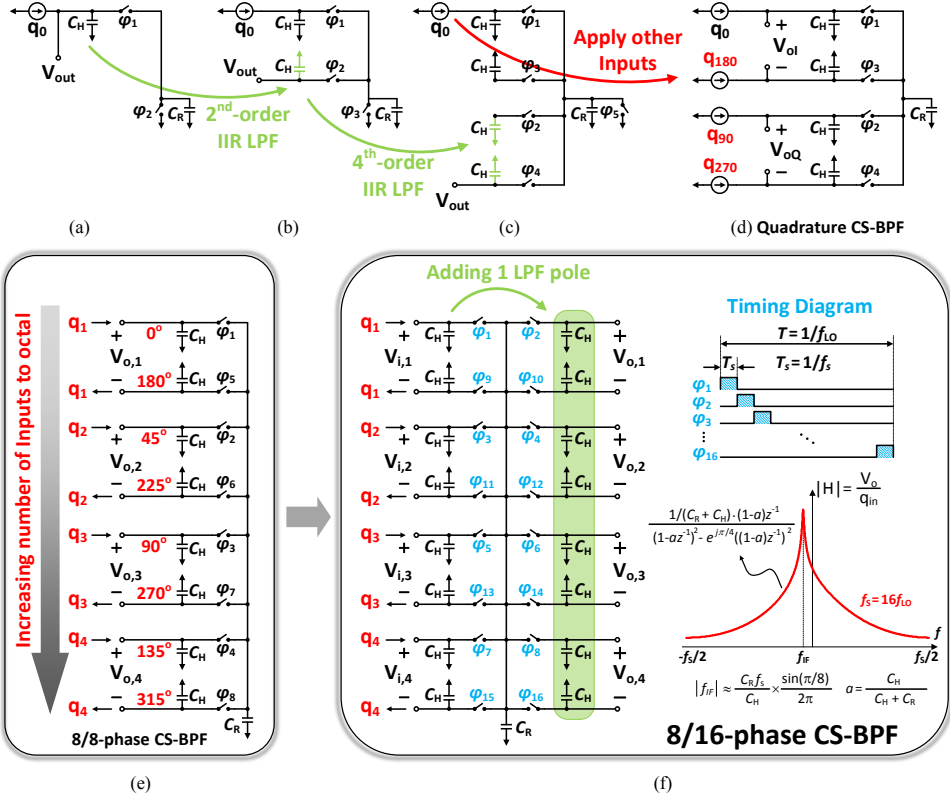 q0
CH
φ1
Vout
φ2
CR
2nd-order
IIR LPF
(a)
q0
CH
φ1
Vout
CH
φ2
φ3
CR
4th-order
IIR LPF
(b)
q0
CH
φ1
CH
φ3
CR
φ5
CH
φ2
CH
φ4
Vout
(c)
Apply other
Inputs
q0
+
VoI
−
CH
φ1
q180
CH
φ3
CR
q90
+
VoQ
−
CH
φ2
q270
CH
φ4
(d) Quadrature CS-BPF
Increasing number of Inputs to octal
q1
+
0°
CH
φ1
Vo,1
−
180°
CH
φ5
q1
q2
+
45°
CH
φ2
Vo,2
−
225°
CH
φ6
q2
q3
+
90°
CH
φ3
Vo,3
−
270°
CH
φ7
q3
q4
+
135°
CH
φ4
Vo,4
−
315°
CH
φ8
q4
CR
8/8-phase CS-BPF
(e)
Adding 1 LPF pole
q1
+
CH
φ1
φ2
CH
+
Vi,1
Vo,1
−
CH
φ9
φ10
CH
−
q1
q2
+
CH
φ3
φ4
CH
+
Vi,2
Vo,2
−
CH
φ11
φ12
CH
−
q2
q3
+
CH
φ5
φ6
CH
+
Vi,3
Vo,3
−
CH
φ13
φ14
CH
−
q3
q4
+
CH
φ7
φ8
CH
+
Vi,4
Vo,4
−
CH
φ15
φ16
CH
−
q4
CR
Timing Diagram
T = 1/fLO
Ts
Ts = 1/fs
φ1
φ2
φ3
⋮
⋱
φ16
|H| = Vo / qin
1/(CR + CH)·(1-a)z-1
(1-az-1)2 - ejπ/4((1-a)z-1)2
fS = 16fLO
f
-fS/2
fIF
fS/2
|fIF| ≈ CR fs / CH × sin(π/8) / 2π
a = CH / CH + CR
8/16-phase CS-BPF
(f)